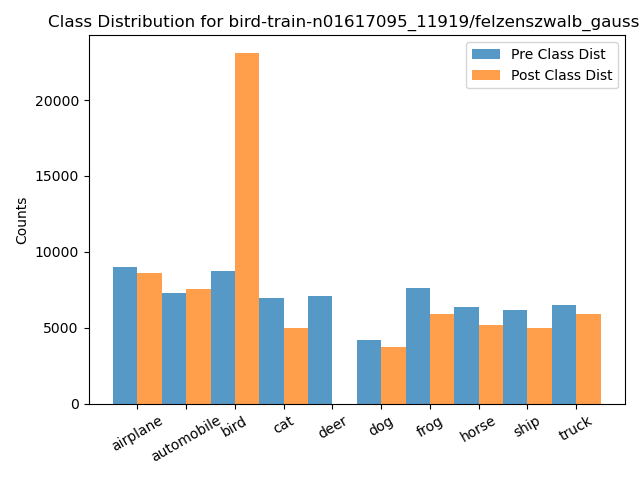 Class Distribution for bird-train-n01617095_11919/felzenszwalb_gauss
Pre Class Dist
Post Class Dist
Counts
20000
15000
10000
5000
0
airplane
automobile
bird
cat
deer
dog
frog
horse
ship
truck